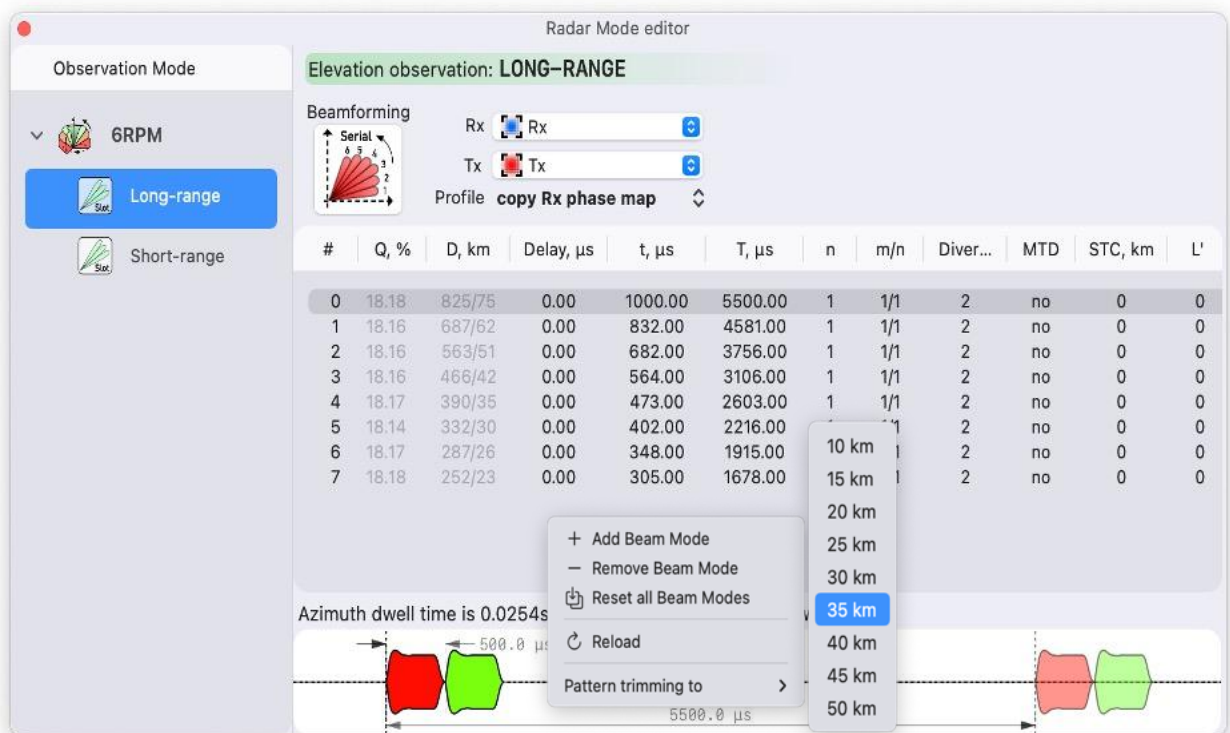 Radar Mode editor
Observation Mode
6RPM
Long-range
Slot
Short-range
Slot
Elevation observation: LONG-RANGE
Beamforming
Serial
6 5 4 3 2 1
Rx Rx
Tx Tx
Profile copy Rx phase map
# Q, % D, km Delay, µs t, µs T, µs n m/n Diver... MTD STC, km L'
0 18.18 825/75 0.00 1000.00 5500.00 1 1/1 2 no 0 0
1 18.16 687/62 0.00 832.00 4581.00 1 1/1 2 no 0 0
2 18.16 563/51 0.00 682.00 3756.00 1 1/1 2 no 0 0
3 18.16 466/42 0.00 564.00 3106.00 1 1/1 2 no 0 0
4 18.17 390/35 0.00 473.00 2603.00 1 1/1 2 no 0 0
5 18.14 332/30 0.00 402.00 2216.00 2 no 0 0
6 18.17 287/26 0.00 348.00 1915.00 2 no 0 0
7 18.18 252/23 0.00 305.00 1678.00 2 no 0 0
+ Add Beam Mode
− Remove Beam Mode
Reset all Beam Modes
Reload
Pattern trimming to
10 km
15 km
20 km
25 km
30 km
35 km
40 km
45 km
50 km
Azimuth dwell time is 0.0254s
500.0 µs
5500.0 µs